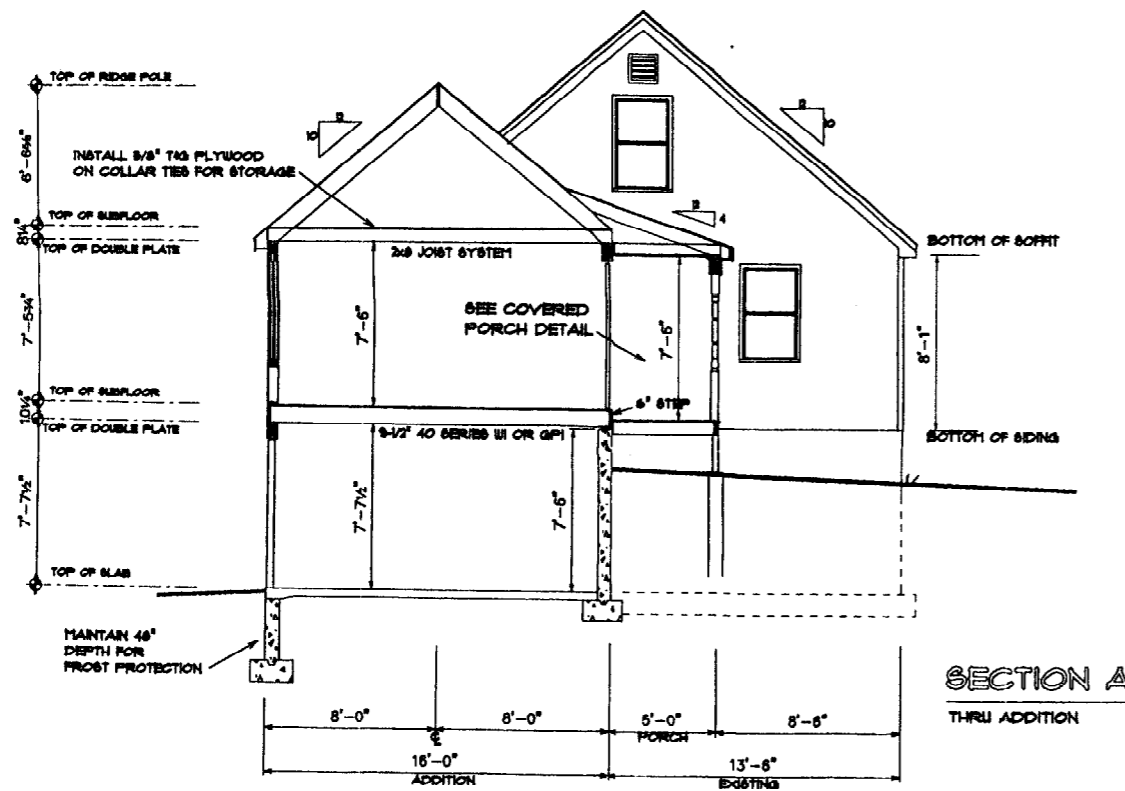 TOP OF RIDGE POLE
12
10
12
10
6'-6⅝"
INSTALL 5/8" T&G PLYWOOD
ON COLLAR TIES FOR STORAGE
TOP OF SUBFLOOR
8¼"
TOP OF DOUBLE PLATE
12
4
BOTTOM OF SOFFIT
2x8 JOIST SYSTEM
7'-5¾"
7'-6"
SEE COVERED
PORCH DETAIL
7'-6"
8'-1"
TOP OF SUBFLOOR
10¼"
TOP OF DOUBLE PLATE
6" STEP
9-1/2" 40 SERIES WI OR GPI
BOTTOM OF SIDING
7'-7½"
7'-7½"
7'-6"
TOP OF SLAB
MAINTAIN 48"
DEPTH FOR
FROST PROTECTION
8'-0"
8'-0"
5'-0"
PORCH
8'-6"
16'-0"
ADDITION
13'-6"
EXISTING
SECTION A
THRU ADDITION